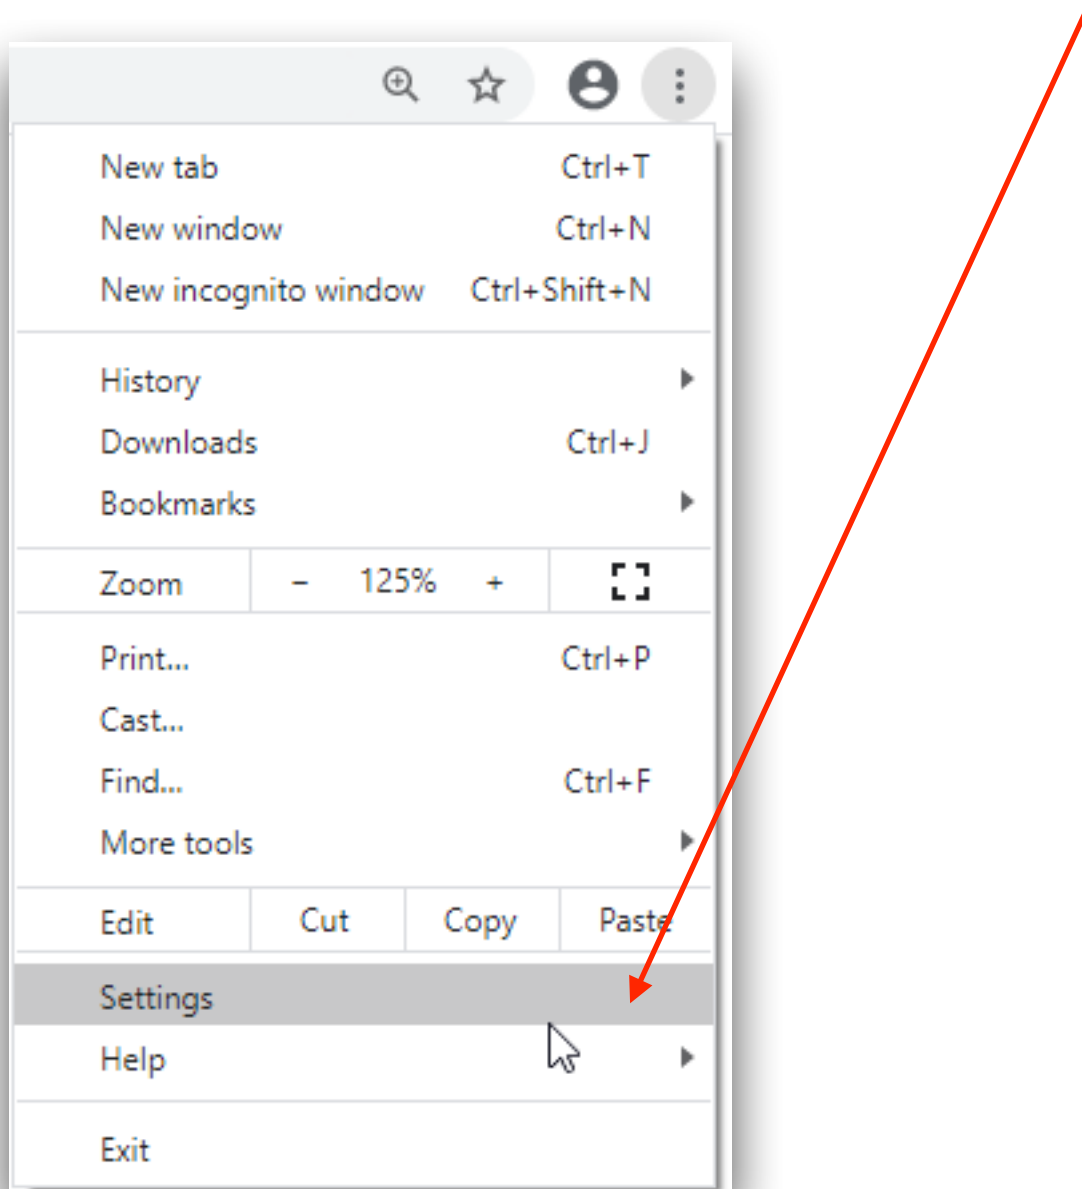 New tab Ctrl+T
New window Ctrl+N
New incognito window Ctrl+Shift+N
History
Downloads Ctrl+J
Bookmarks
Zoom - 125% +
Print... Ctrl+P
Cast...
Find... Ctrl+F
More tools
Edit Cut Copy Paste
Settings
Help
Exit